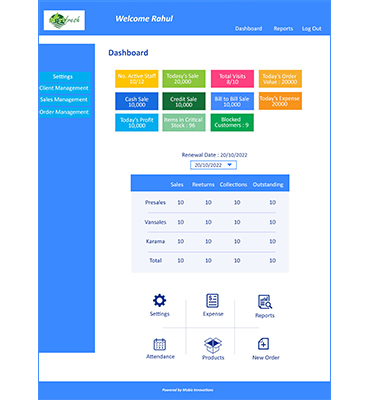 fresh
Welcome Rahul
Dashboard Reports Log Out
Dashboard
Settings
Client Management
Sales Management
Order Management
No. Active Staff
10/12
Today's Sale
20,000
Total Visits
8/10
Today's Order
Value : 20000
Cash Sale
10,000
Credit Sale
10,000
Bill to Bill Sale
10,000
Today's Expense
20000
Today's Profit
10,000
Items in Critical
Stock : 96
Blocked
Customers : 9
Renewal Date : 20/10/2022
20/10/2022
Sales Reeturns Collections Outstanding
Presales 10 10 10 10
Vansales 10 10 10 10
Karama 10 10 10 10
Total 10 10 10 10
Settings Expense Reports
Attendance Products New Order
Powered by Mobiz Innovations